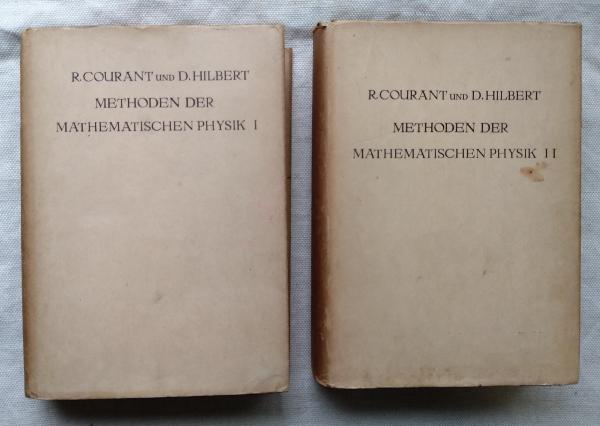 R. COURANT UND D. HILBERT
METHODEN DER
MATHEMATISCHEN PHYSIK I
R. COURANT UND D. HILBERT
METHODEN DER
MATHEMATISCHEN PHYSIK II